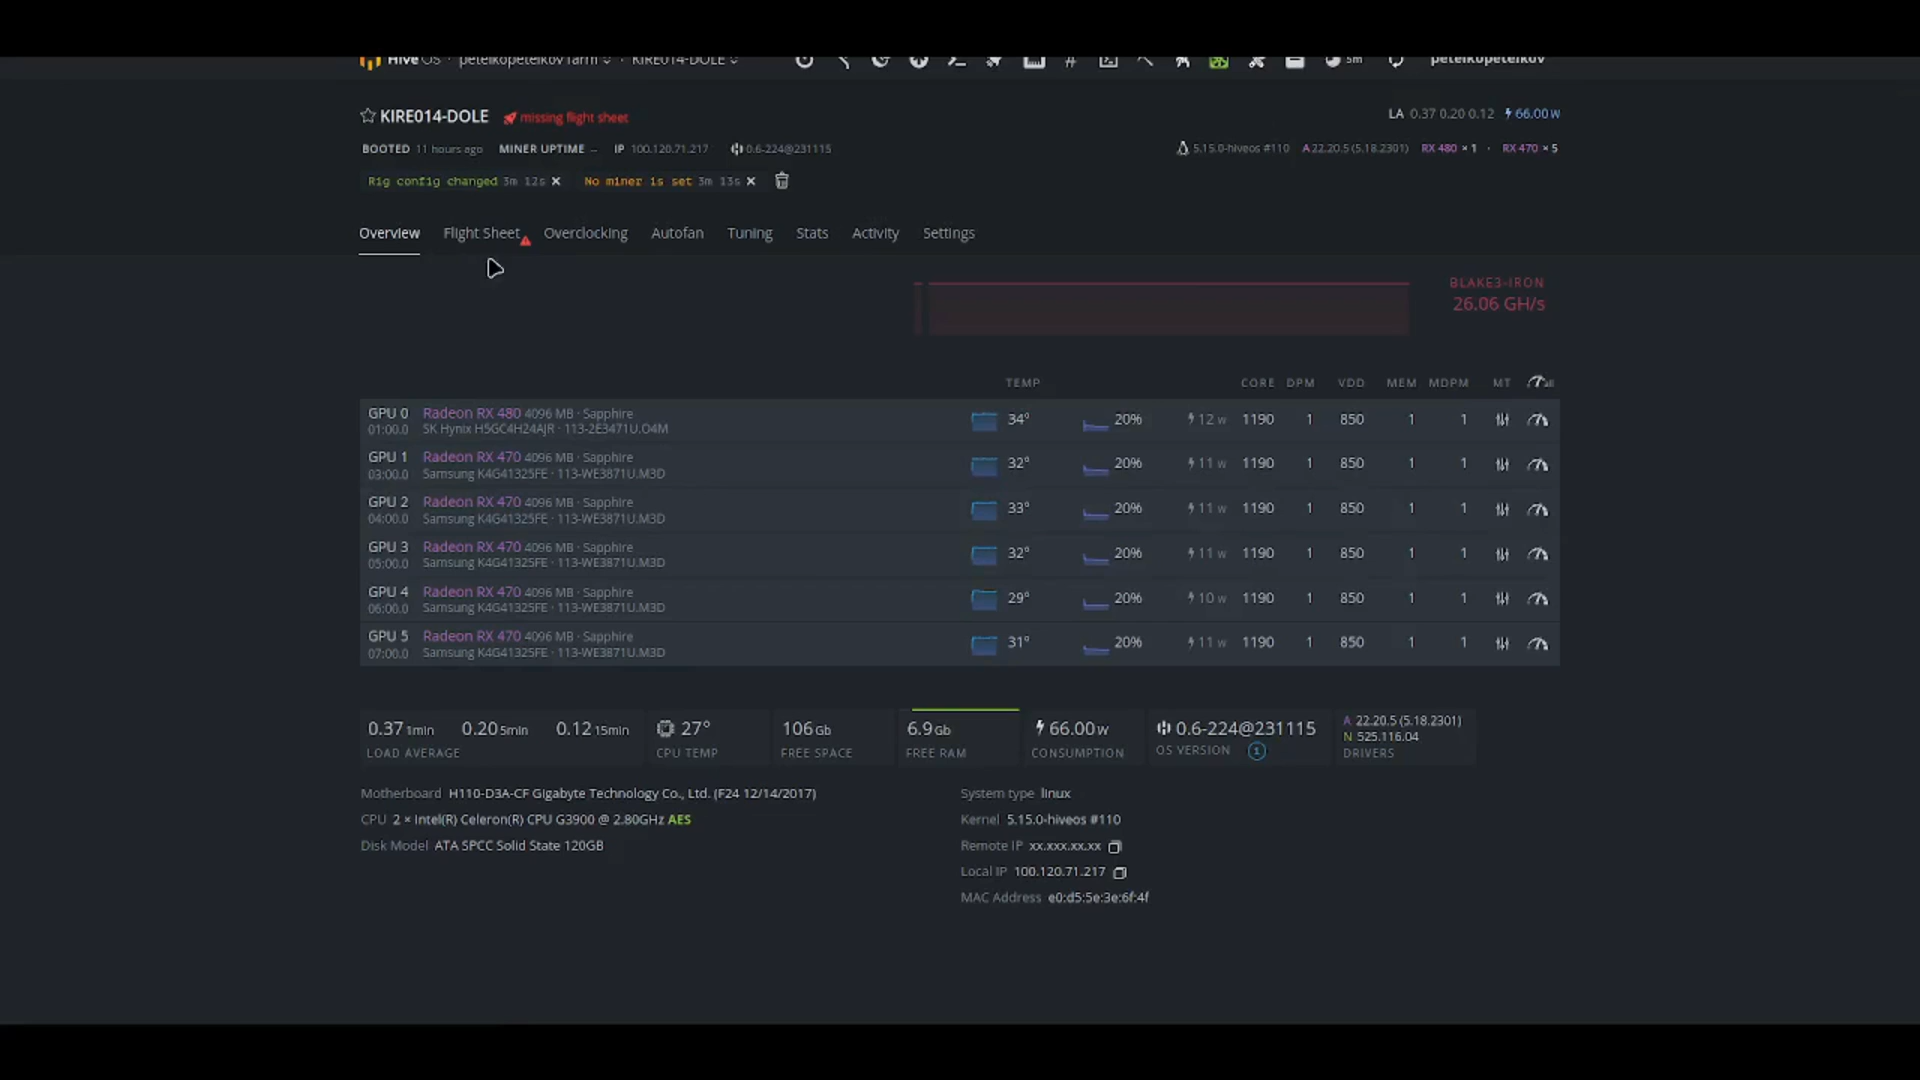 Hive OS · petelkopetelkov farm · KIRE014-DOLE 5m petelkopetelkov
KIRE014-DOLE missing flight sheet LA 0.37 0.20 0.12 66.00 W
BOOTED 11 hours ago MINER UPTIME – IP 100.120.71.217 0.6-224@231115 5.15.0-hiveos #110 A 22.20.5 (5.18.2301) RX 480 × 1 · RX 470 × 5
Rig config changed 3m 12s × No miner is set 3m 13s ×
Overview Flight Sheet Overclocking Autofan Tuning Stats Activity Settings
BLAKE3-IRON
26.06 GH/s
TEMP CORE DPM VDD MEM MDPM MT
GPU 0 Radeon RX 480 4096 MB · Sapphire 34° 20% 12 w 1190 1 850 1 1
01:00.0 SK Hynix H5GC4H24AJR · 113-2E3471U.O4M
GPU 1 Radeon RX 470 4096 MB · Sapphire 32° 20% 11 w 1190 1 850 1 1
03:00.0 Samsung K4G41325FE · 113-WE3871U.M3D
GPU 2 Radeon RX 470 4096 MB · Sapphire 33° 20% 11 w 1190 1 850 1 1
04:00.0 Samsung K4G41325FE · 113-WE3871U.M3D
GPU 3 Radeon RX 470 4096 MB · Sapphire 32° 20% 11 w 1190 1 850 1 1
05:00.0 Samsung K4G41325FE · 113-WE3871U.M3D
GPU 4 Radeon RX 470 4096 MB · Sapphire 29° 20% 10 w 1190 1 850 1 1
06:00.0 Samsung K4G41325FE · 113-WE3871U.M3D
GPU 5 Radeon RX 470 4096 MB · Sapphire 31° 20% 11 w 1190 1 850 1 1
07:00.0 Samsung K4G41325FE · 113-WE3871U.M3D
0.37 1min 0.20 5min 0.12 15min 27° 106 Gb 6.9 Gb 66.00 w 0.6-224@231115 A 22.20.5 (5.18.2301)
N 525.116.04
LOAD AVERAGE CPU TEMP FREE SPACE FREE RAM CONSUMPTION OS VERSION 1 DRIVERS
Motherboard H110-D3A-CF Gigabyte Technology Co., Ltd. (F24 12/14/2017)
CPU 2 × Intel(R) Celeron(R) CPU G3900 @ 2.80GHz AES
Disk Model ATA SPCC Solid State 120GB
System type linux
Kernel 5.15.0-hiveos #110
Remote IP xx.xxx.xx.xx
Local IP 100.120.71.217
MAC Address e0:d5:5e:3e:6f:4f